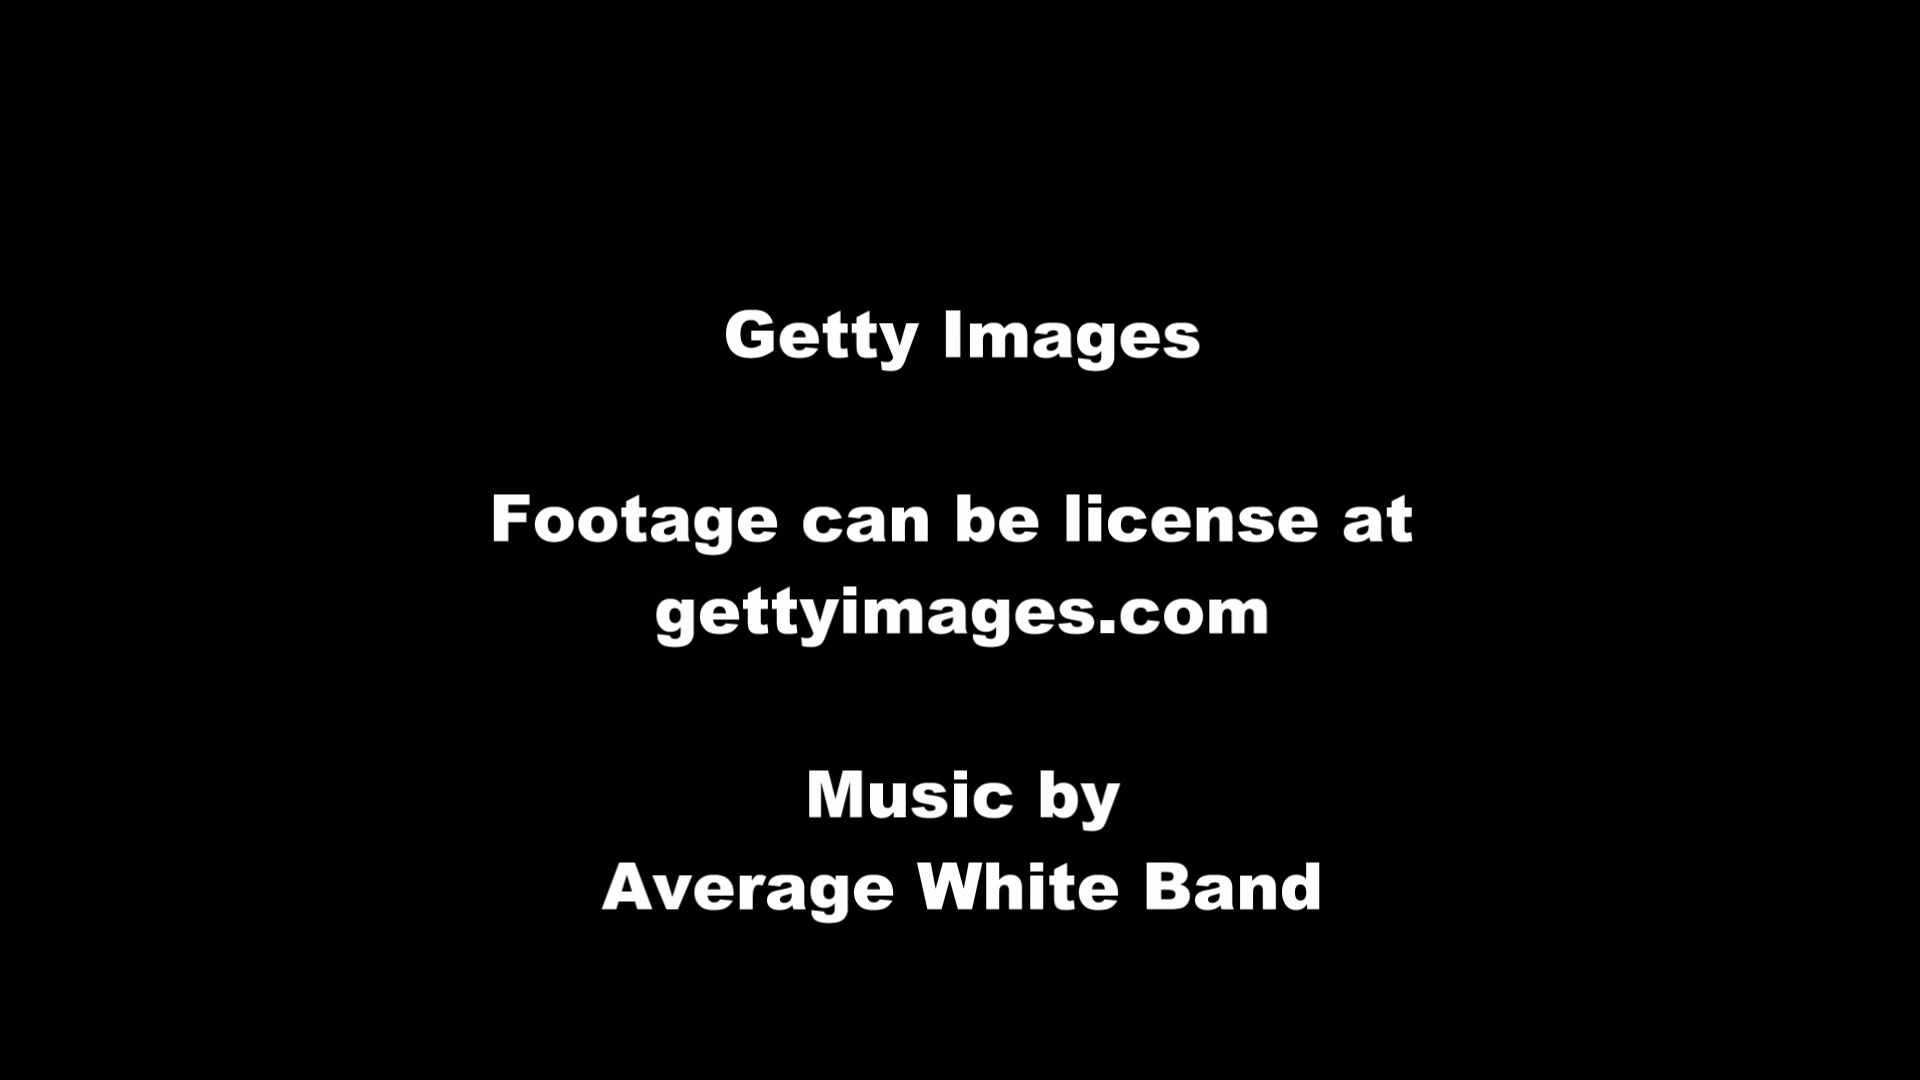 Getty Images
Footage can be license at
gettyimages.com
Music by
Average White Band